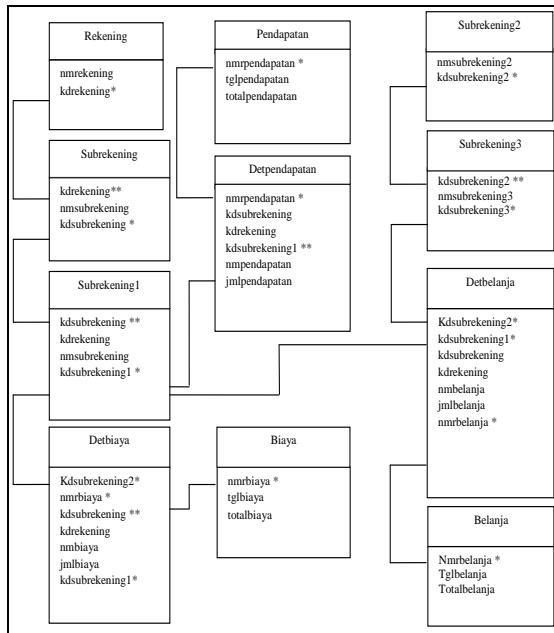 Rekening
nmrekening
kdrekening*
Subrekening
kdrekening**
nmsubrekening
kdsubrekening *
Subrekening1
kdsubrekening **
kdrekening
nmsubrekening
kdsubrekening1 *
Detbiaya
Kdsubrekening2*
nmrbiaya *
kdsubrekening **
kdrekening
nmbiaya
jmlbiaya
kdsubrekening1*
Pendapatan
nmrpendapatan *
tglpendapatan
totalpendapatan
Detpendapatan
nmrpendapatan *
kdsubrekening
kdrekening
kdsubrekening1 **
nmpendapatan
jmlpendapatan
Biaya
nmrbiaya *
tglbiaya
totalbiaya
Subrekening2
nmsubrekening2
kdsubrekening2 *
Subrekening3
kdsubrekening2 **
nmsubrekening3
kdsubrekening3*
Detbelanja
Kdsubrekening2*
kdsubrekening1*
kdsubrekening
kdrekening
nmbelanja
jmlbelanja
nmrbelanja *
Belanja
Nmrbelanja *
Tglbelanja
Totalbelanja